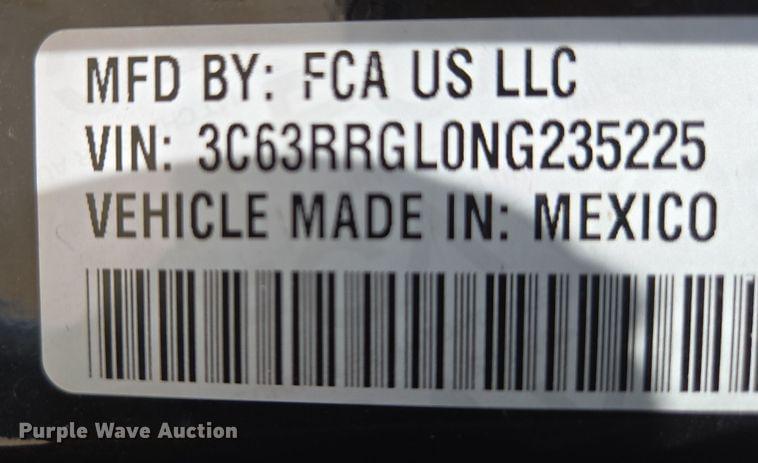 MFD BY: FCA US LLC
VIN: 3C63RRGL0NG235225
VEHICLE MADE IN: MEXICO
Purple Wave Auction